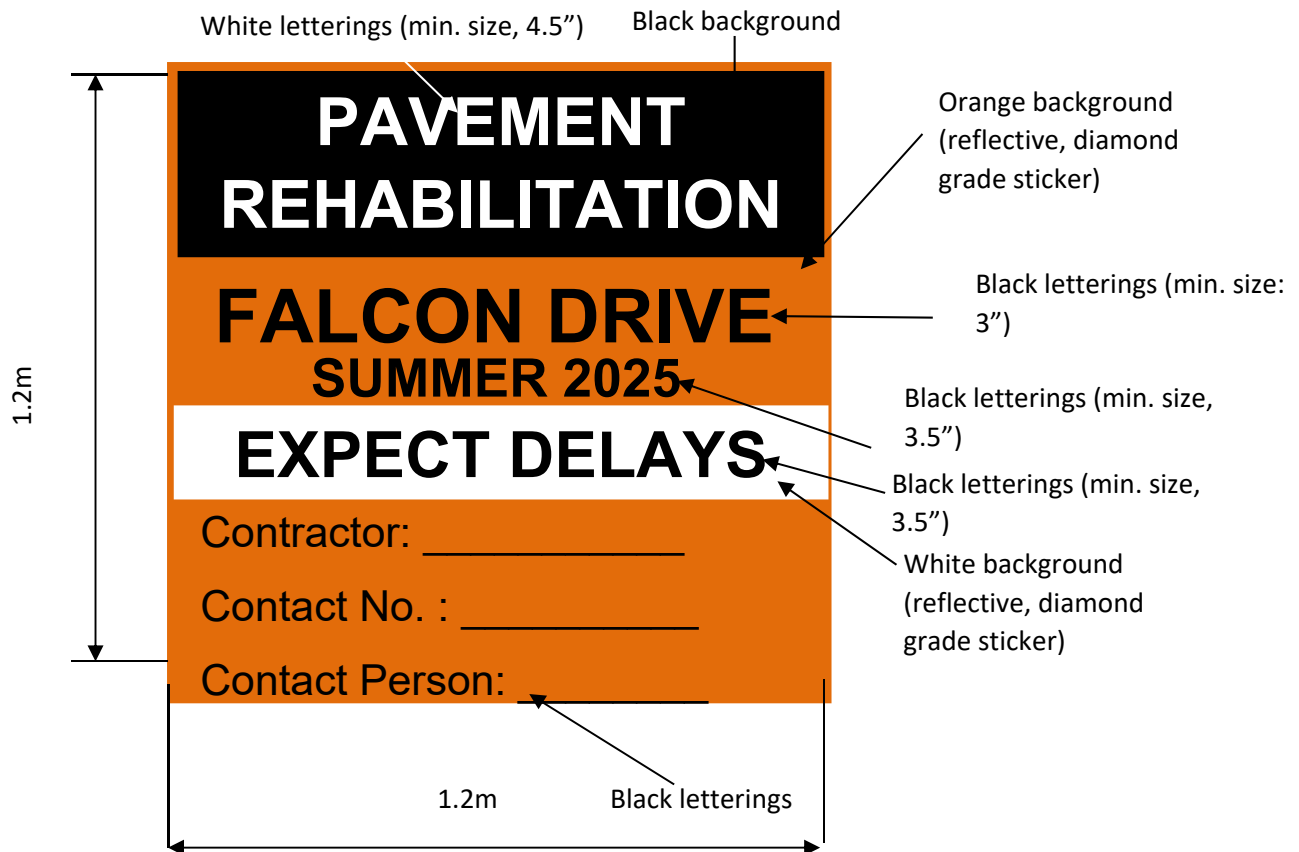 White letterings (min. size, 4.5”)
Black background
PAVEMENT
REHABILITATION
Orange background
(reflective, diamond
grade sticker)
FALCON DRIVE
Black letterings (min. size:
3”)
SUMMER 2025
Black letterings (min. size,
3.5”)
1.2m
EXPECT DELAYS
Black letterings (min. size,
3.5”)
White background
(reflective, diamond
grade sticker)
Contractor: ___________
Contact No. : __________
Contact Person: ________
1.2m
Black letterings